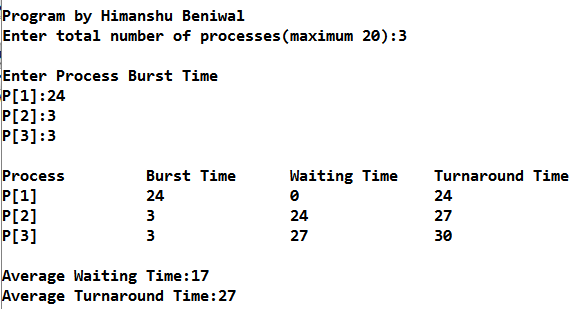 Program by Himanshu Beniwal
Enter total number of processes(maximum 20):3
Enter Process Burst Time
P[1]:24
P[2]:3
P[3]:3
Process Burst Time Waiting Time Turnaround Time
P[1] 24 0 24
P[2] 3 24 27
P[3] 3 27 30
Average Waiting Time:17
Average Turnaround Time:27